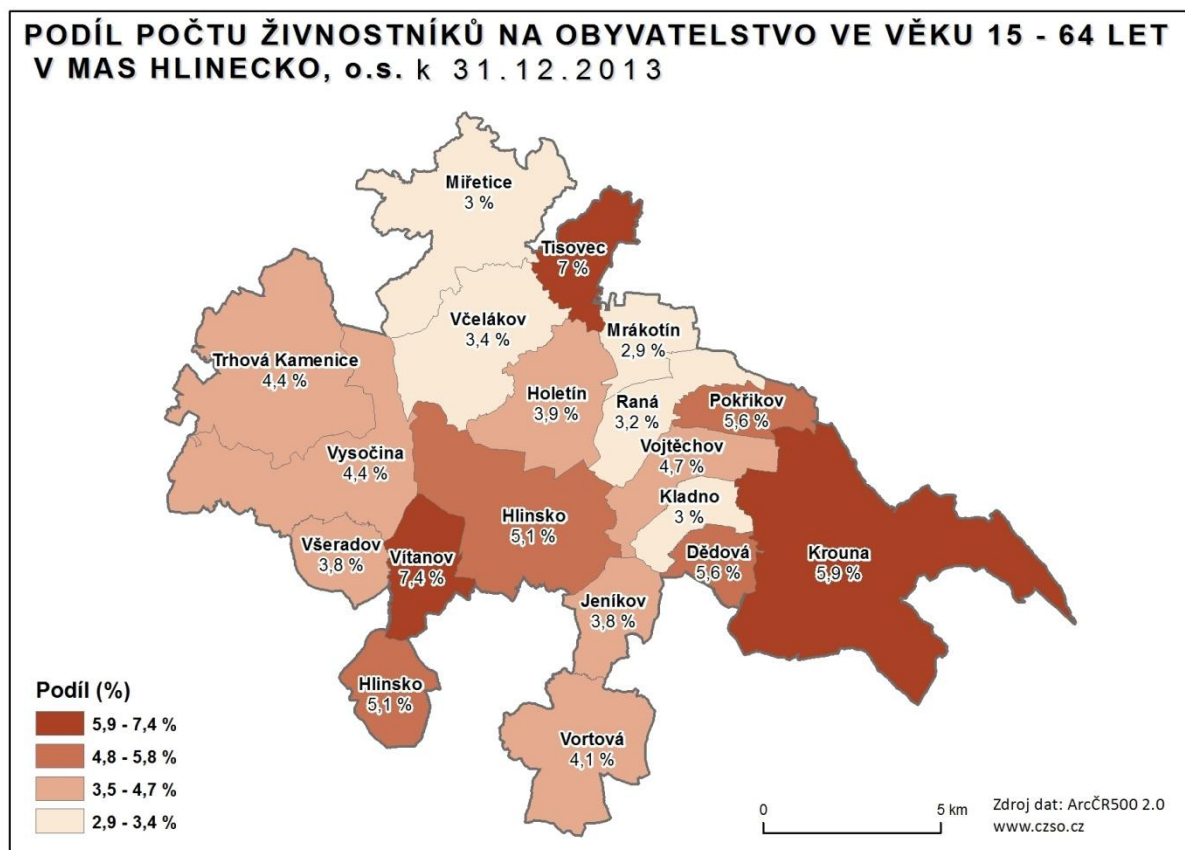 PODÍL POČTU ŽIVNOSTNÍKŮ NA OBYVATELSTVO VE VĚKU 15 - 64 LET
V MAS HLINECKO, o.s. k 31.12.2013
Miřetice
3 %
Tisovec
7 %
Včelákov
3,4 %
Mrákotín
2,9 %
Trhová Kamenice
4,4 %
Holetín
3,9 %
Raná
3,2 %
Pokřikov
5,6 %
Vysočina
4,4 %
Vojtěchov
4,7 %
Kladno
3 %
Hlinsko
5,1 %
Všeradov
3,8 %
Vítanov
7,4 %
Dědová
5,6 %
Krouna
5,9 %
Jeníkov
3,8 %
Hlinsko
5,1 %
Vortová
4,1 %
Podíl (%)
5,9 - 7,4 %
4,8 - 5,8 %
3,5 - 4,7 %
2,9 - 3,4 %
0 5 km
Zdroj dat: ArcČR500 2.0
www.czso.cz